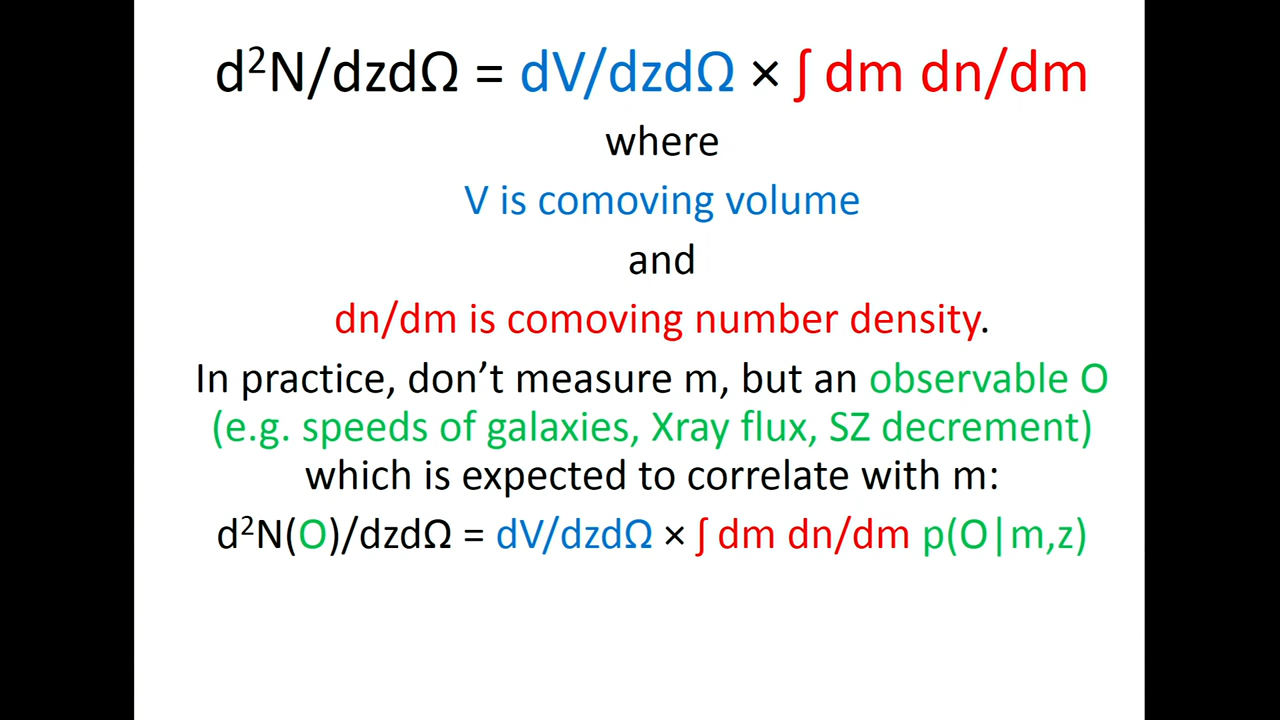 d²N/dzdΩ = dV/dzdΩ × ∫ dm dn/dm
where
V is comoving volume
and
dn/dm is comoving number density.
In practice, don’t measure m, but an observable O
(e.g. speeds of galaxies, Xray flux, SZ decrement)
which is expected to correlate with m:
d²N(O)/dzdΩ = dV/dzdΩ × ∫ dm dn/dm p(O|m,z)